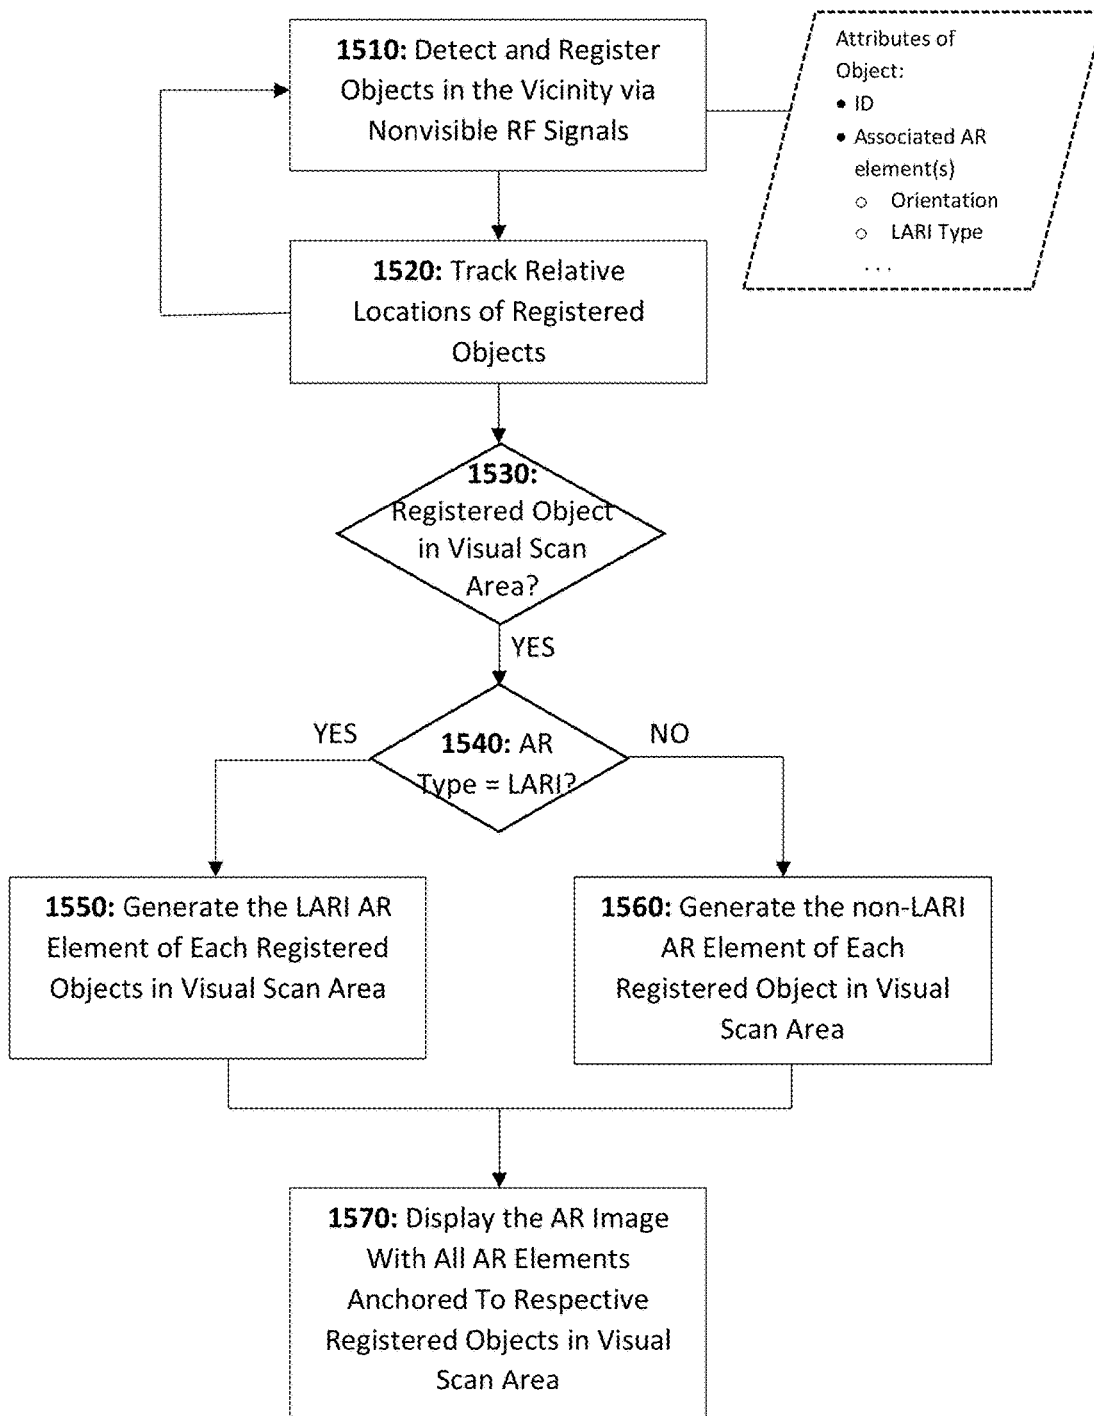 1510: Detect and Register
Objects in the Vicinity via
Nonvisible RF Signals
Attributes of
Object:
• ID
• Associated AR
element(s)
○ Orientation
○ LARI Type
. . .
1520: Track Relative
Locations of Registered
Objects
1530:
Registered Object
in Visual Scan
Area?
YES
YES
1540: AR
Type = LARI?
NO
1550: Generate the LARI AR
Element of Each Registered
Objects in Visual Scan Area
1560: Generate the non-LARI
AR Element of Each
Registered Object in Visual
Scan Area
1570: Display the AR Image
With All AR Elements
Anchored To Respective
Registered Objects in Visual
Scan Area